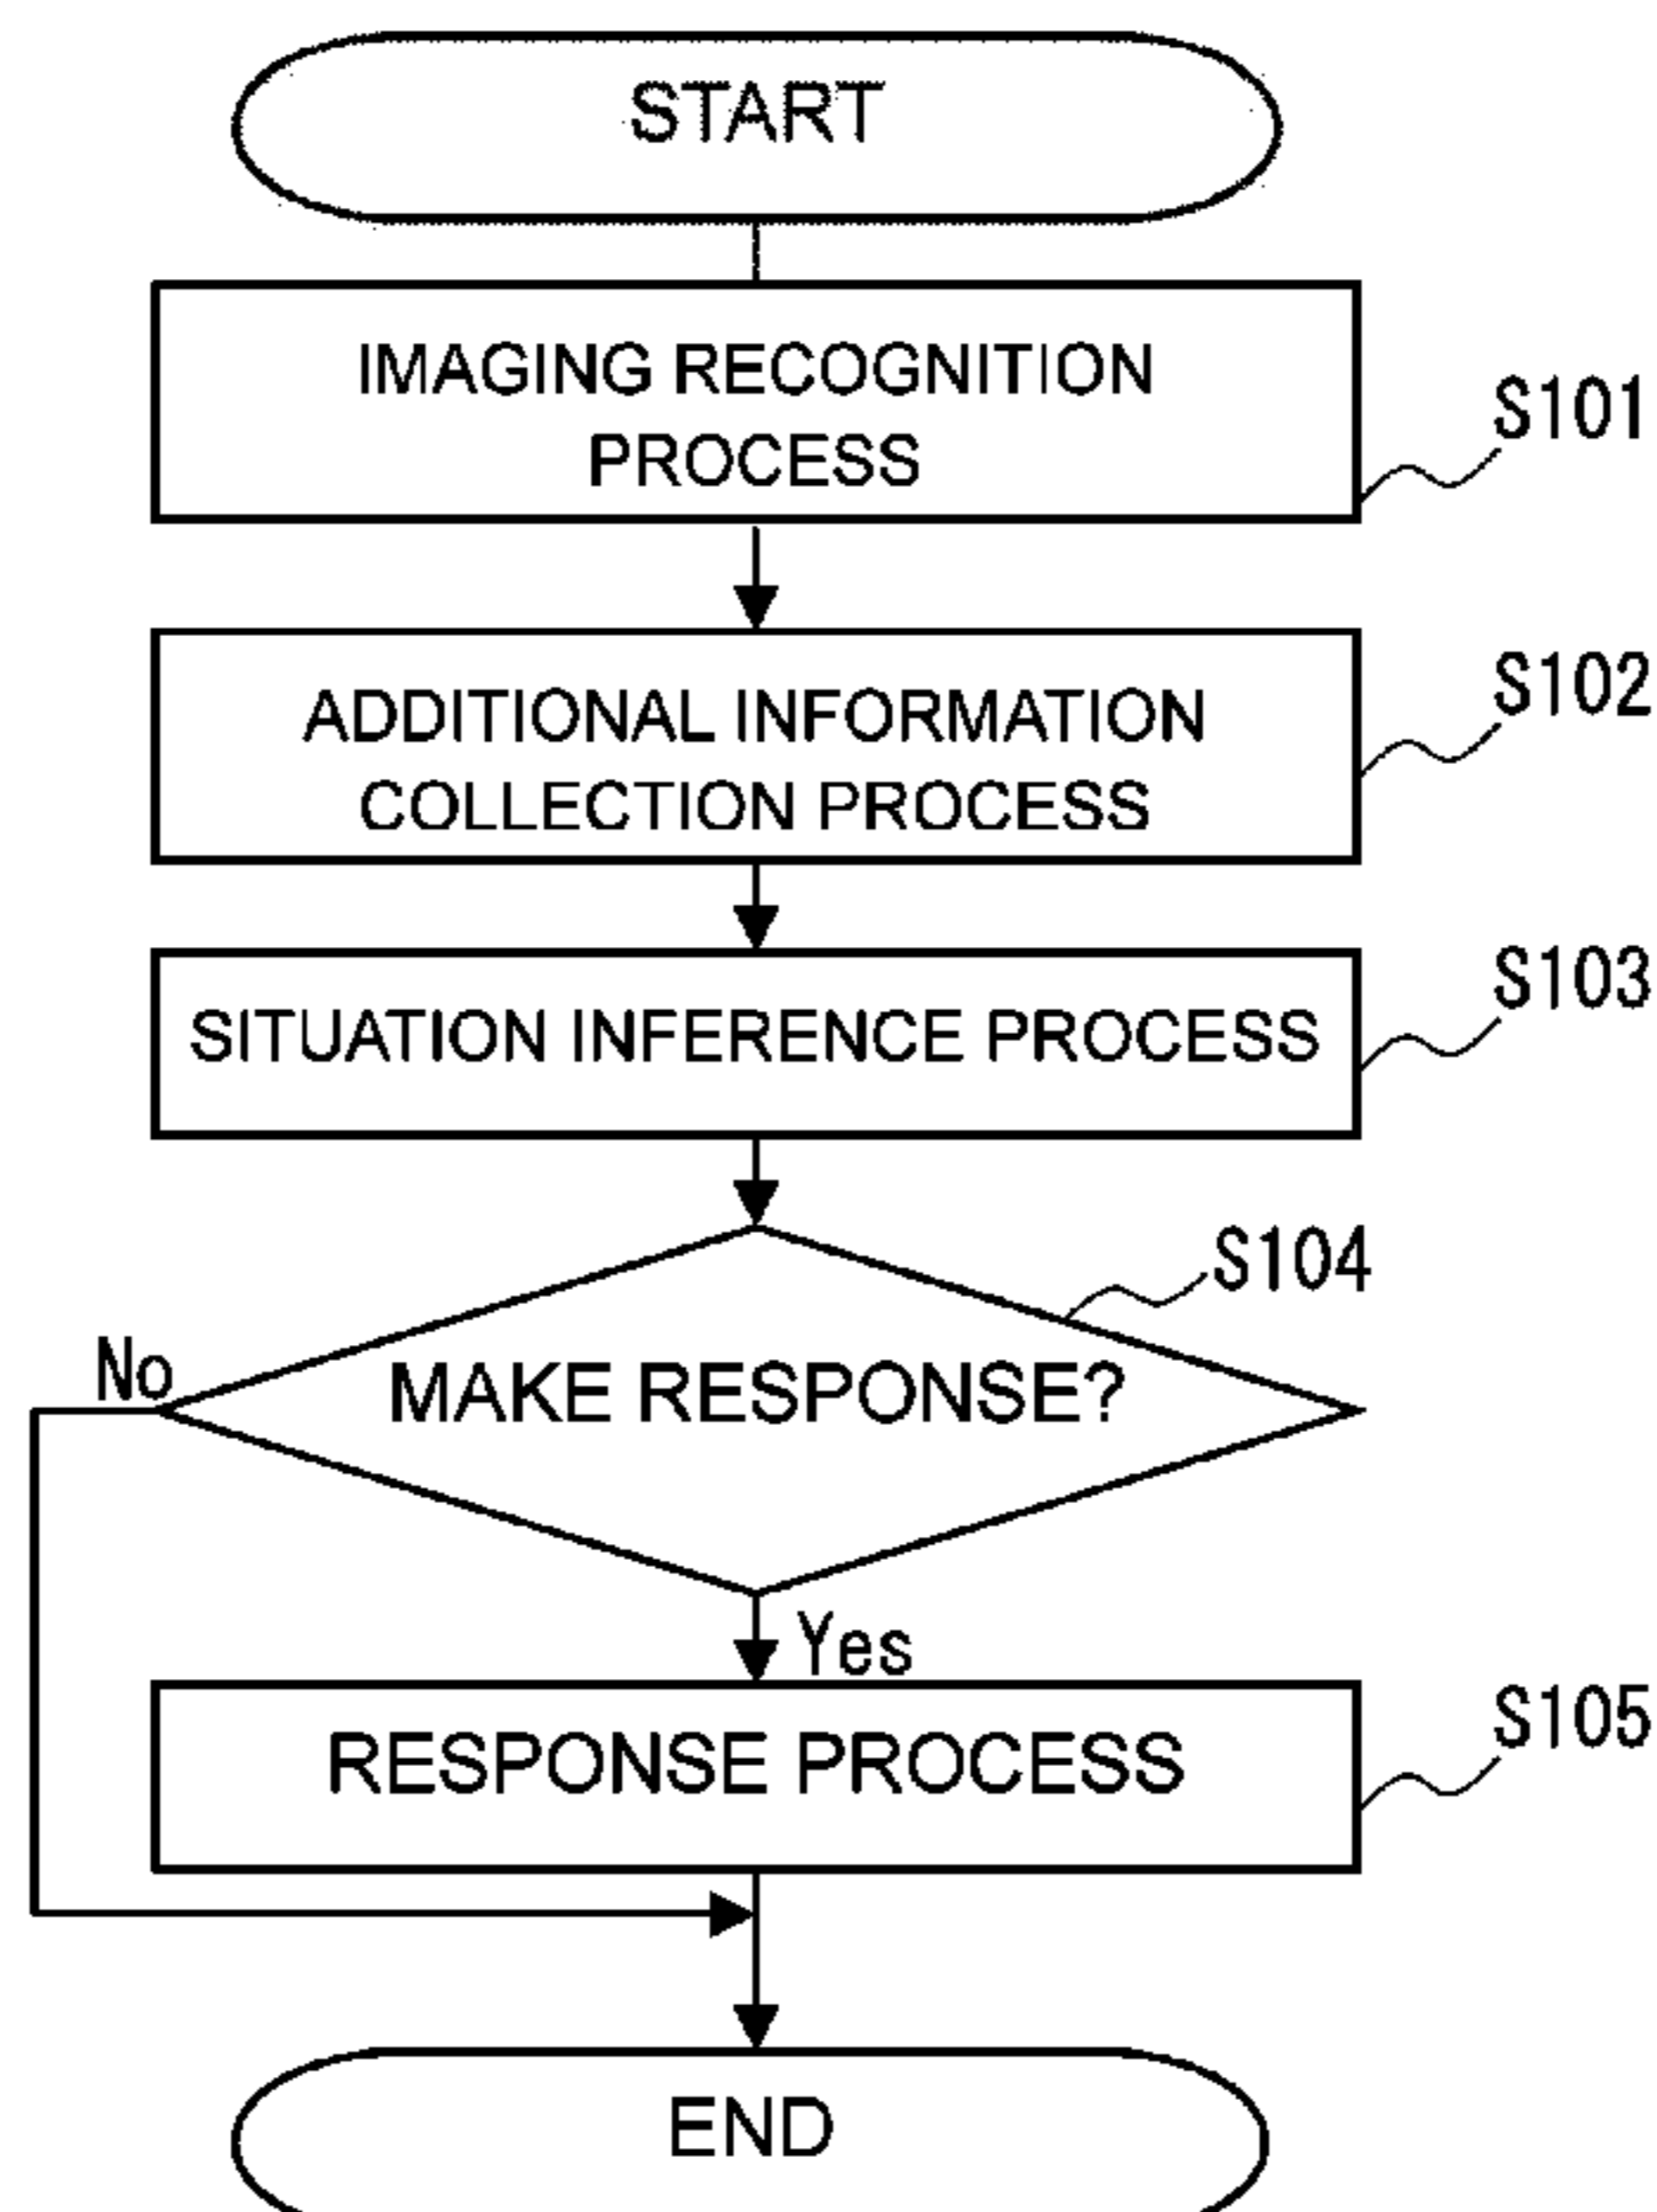 START
IMAGING RECOGNITION
PROCESS
S101
ADDITIONAL INFORMATION
COLLECTION PROCESS
S102
SITUATION INFERENCE PROCESS
S103
S104
No
MAKE RESPONSE?
Yes
RESPONSE PROCESS
S105
END